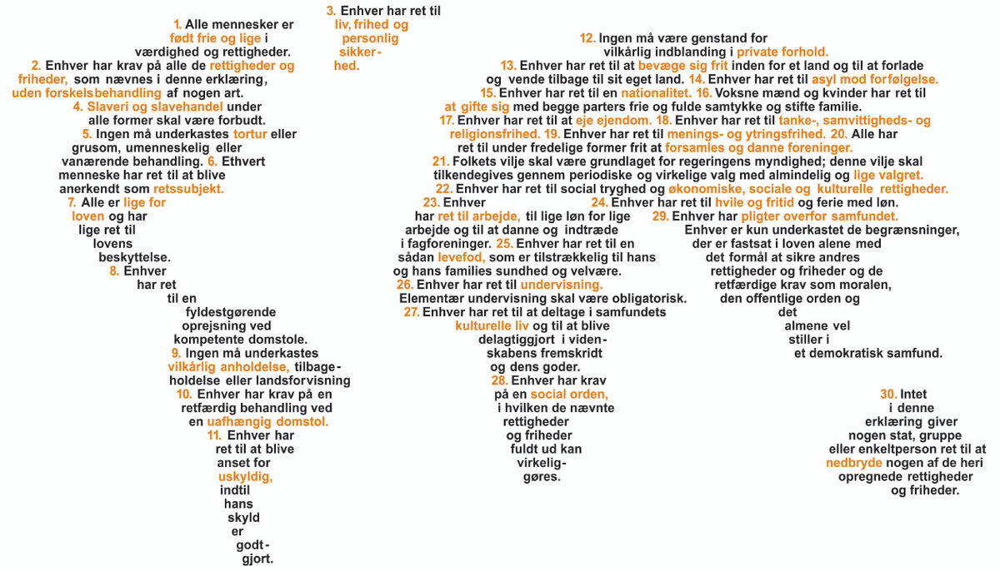 1. Alle mennesker er
født frie og lige i
værdighed og rettigheder.
2. Enhver har krav på alle de rettigheder og
friheder, som nævnes i denne erklæring,
uden forskelsbehandling af nogen art.
3. Enhver har ret til
liv, frihed og
personlig
sikker-
hed.
4. Slaveri og slavehandel under
alle former skal være forbudt.
5. Ingen må underkastes tortur eller
grusom, umenneskelig eller
vanærende behandling. 6. Ethvert
menneske har ret til at blive
anerkendt som retssubjekt.
7. Alle er lige for
loven og har
lige ret til
lovens
beskyttelse.
8. Enhver
har ret
til en
fyldestgørende
oprejsning ved
kompetente domstole.
9. Ingen må underkastes
vilkårlig anholdelse, tilbage-
holdelse eller landsforvisning
10. Enhver har krav på en
retfærdig behandling ved
en uafhængig domstol.
11. Enhver har
ret til at blive
anset for
uskyldig,
indtil
hans
skyld
er
godt-
gjort.
12. Ingen må være genstand for
vilkårlig indblanding i private forhold.
13. Enhver har ret til at bevæge sig frit inden for et land og til at forlade
og vende tilbage til sit eget land. 14. Enhver har ret til asyl mod forfølgelse.
15. Enhver har ret til en nationalitet. 16. Voksne mænd og kvinder har ret til
at gifte sig med begge parters frie og fulde samtykke og stifte familie.
17. Enhver har ret til at eje ejendom. 18. Enhver har ret til tanke-, samvittigheds- og
religionsfrihed. 19. Enhver har ret til menings- og ytringsfrihed. 20. Alle har
ret til under fredelige former frit at forsamles og danne foreninger.
21. Folkets vilje skal være grundlaget for regeringens myndighed; denne vilje skal
tilkendegives gennem periodiske og virkelige valg med almindelig og lige valgret.
22. Enhver har ret til social tryghed og økonomiske, sociale og kulturelle rettigheder.
23. Enhver
har ret til arbejde, til lige løn for lige
arbejde og til at danne og indtræde
i fagforeninger. 25. Enhver har ret til en
sådan levefod, som er tilstrækkelig til hans
og hans families sundhed og velvære.
26. Enhver har ret til undervisning.
Elementær undervisning skal være obligatorisk.
27. Enhver har ret til at deltage i samfundets
kulturelle liv og til at blive
delagtiggjort i viden-
skabens fremskridt
og dens goder.
28. Enhver har krav
på en social orden,
i hvilken de nævnte
rettigheder
og friheder
fuldt ud kan
virkelig-
gøres.
24. Enhver har ret til hvile og fritid og ferie med løn.
29. Enhver har pligter overfor samfundet.
Enhver er kun underkastet de begrænsninger,
der er fastsat i loven alene med
det formål at sikre andres
rettigheder og friheder og de
retfærdige krav som moralen,
den offentlige orden og
det
almene vel
stiller i
et demokratisk samfund.
30. Intet
i denne
erklæring giver
nogen stat, gruppe
eller enkeltperson ret til at
nedbryde nogen af de heri
opregnede rettigheder
og friheder.